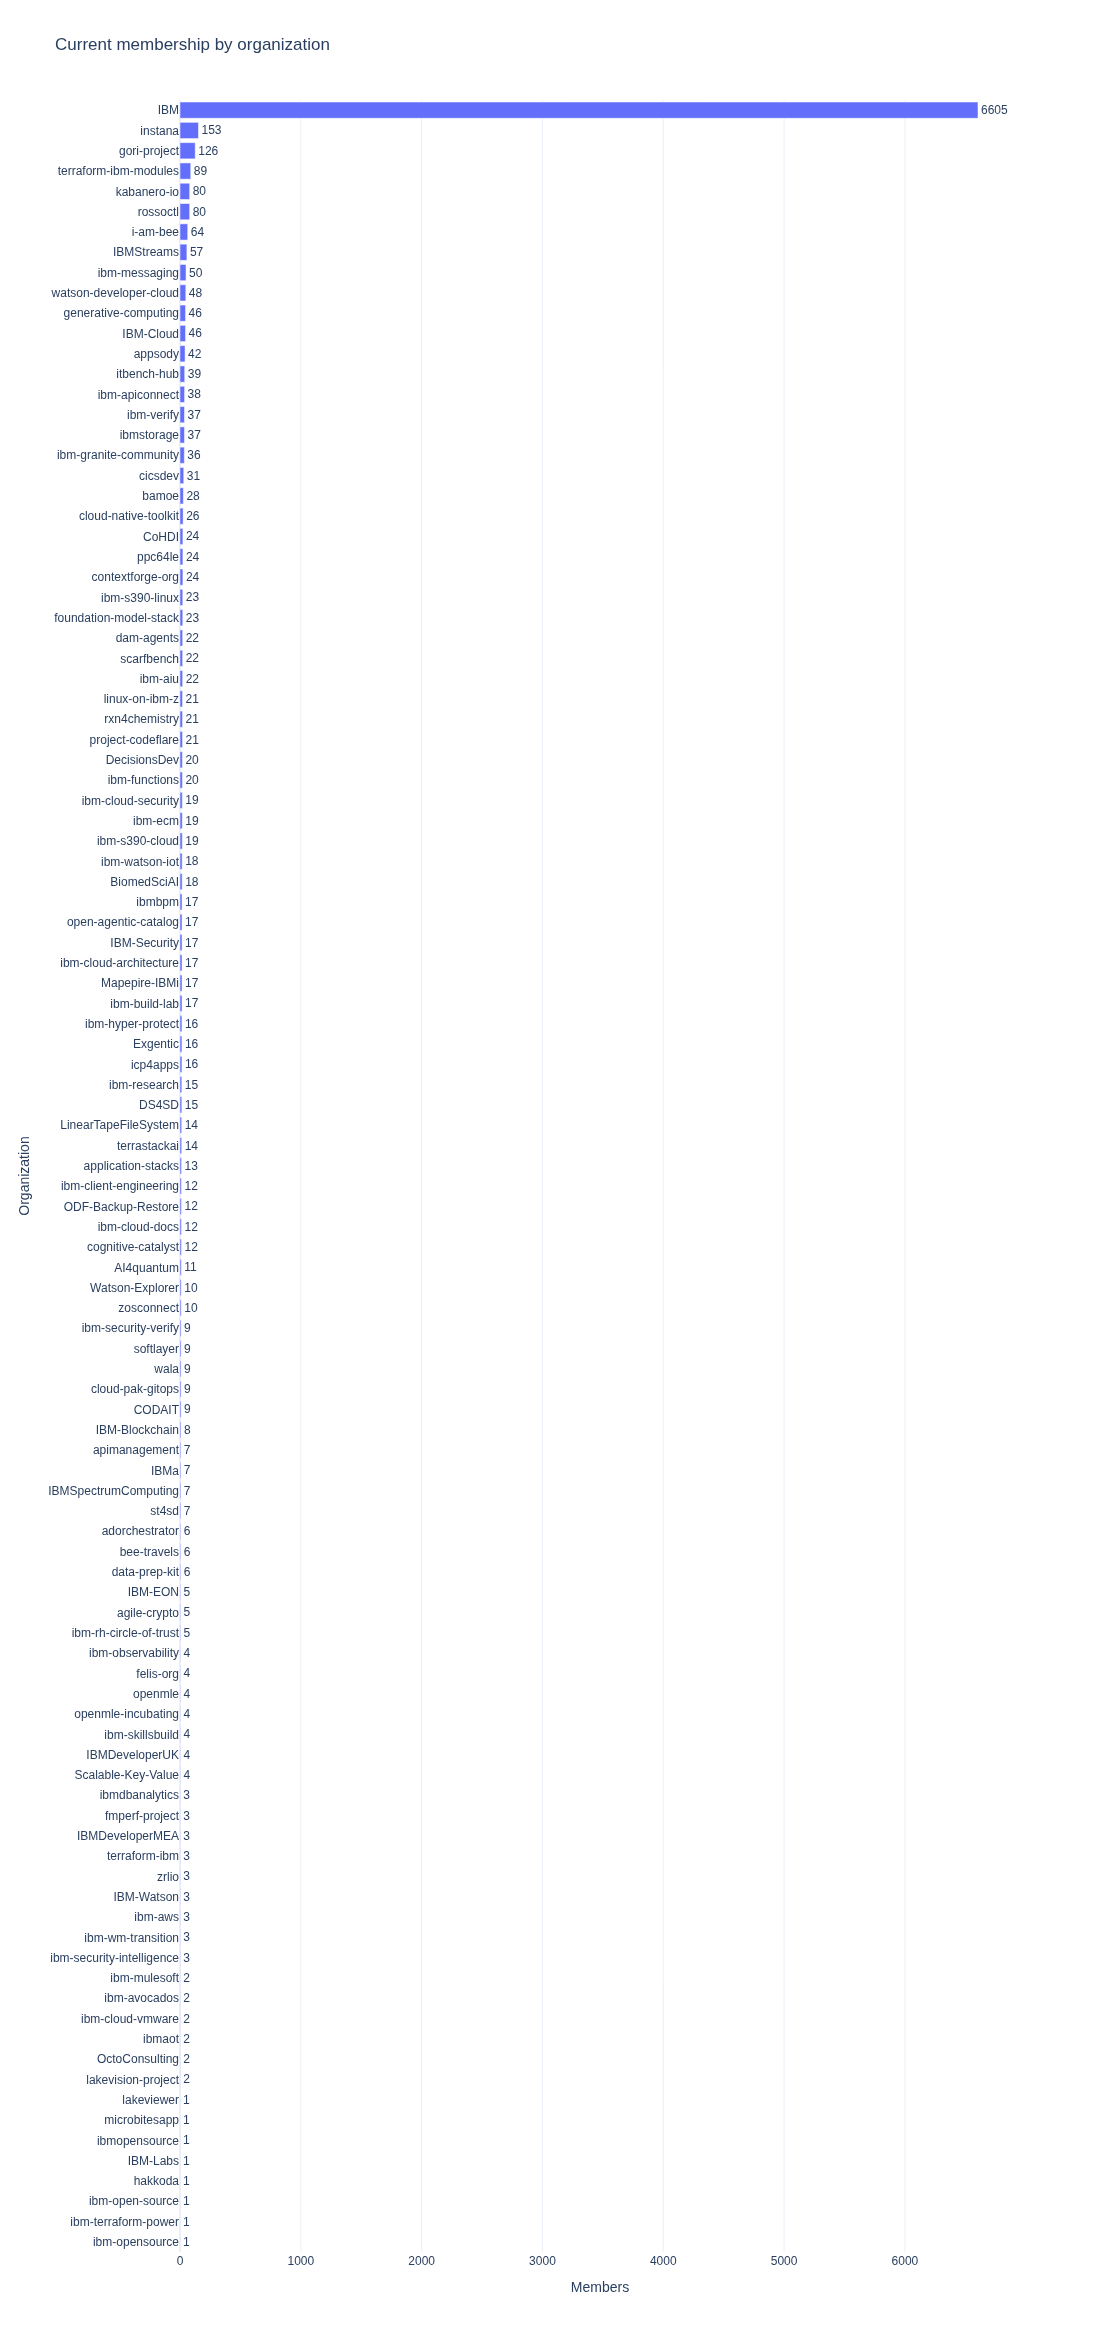 Current membership by organization
IBM 6605
instana 153
gori-project 126
terraform-ibm-modules 89
kabanero-io 80
rossoctl 80
i-am-bee 64
IBMStreams 57
ibm-messaging 50
watson-developer-cloud 48
generative-computing 46
IBM-Cloud 46
appsody 42
itbench-hub 39
ibm-apiconnect 38
ibm-verify 37
ibmstorage 37
ibm-granite-community 36
cicsdev 31
bamoe 28
cloud-native-toolkit 26
CoHDI 24
ppc64le 24
contextforge-org 24
ibm-s390-linux 23
foundation-model-stack 23
dam-agents 22
scarfbench 22
ibm-aiu 22
linux-on-ibm-z 21
rxn4chemistry 21
project-codeflare 21
DecisionsDev 20
ibm-functions 20
ibm-cloud-security 19
ibm-ecm 19
ibm-s390-cloud 19
ibm-watson-iot 18
BiomedSciAI 18
ibmbpm 17
open-agentic-catalog 17
IBM-Security 17
ibm-cloud-architecture 17
Mapepire-IBMi 17
ibm-build-lab 17
ibm-hyper-protect 16
Exgentic 16
icp4apps 16
ibm-research 15
DS4SD 15
LinearTapeFileSystem 14
terrastackai 14
application-stacks 13
ibm-client-engineering 12
ODF-Backup-Restore 12
ibm-cloud-docs 12
cognitive-catalyst 12
AI4quantum 11
Watson-Explorer 10
zosconnect 10
ibm-security-verify 9
softlayer 9
wala 9
cloud-pak-gitops 9
CODAIT 9
IBM-Blockchain 8
apimanagement 7
IBMa 7
IBMSpectrumComputing 7
st4sd 7
adorchestrator 6
bee-travels 6
data-prep-kit 6
IBM-EON 5
agile-crypto 5
ibm-rh-circle-of-trust 5
ibm-observability 4
felis-org 4
openmle 4
openmle-incubating 4
ibm-skillsbuild 4
IBMDeveloperUK 4
Scalable-Key-Value 4
ibmdbanalytics 3
fmperf-project 3
IBMDeveloperMEA 3
terraform-ibm 3
zrlio 3
IBM-Watson 3
ibm-aws 3
ibm-wm-transition 3
ibm-security-intelligence 3
ibm-mulesoft 2
ibm-avocados 2
ibm-cloud-vmware 2
ibmaot 2
OctoConsulting 2
lakevision-project 2
lakeviewer 1
microbitesapp 1
ibmopensource 1
IBM-Labs 1
hakkoda 1
ibm-open-source 1
ibm-terraform-power 1
ibm-opensource 1
0 1000 2000 3000 4000 5000 6000
Members
Organization